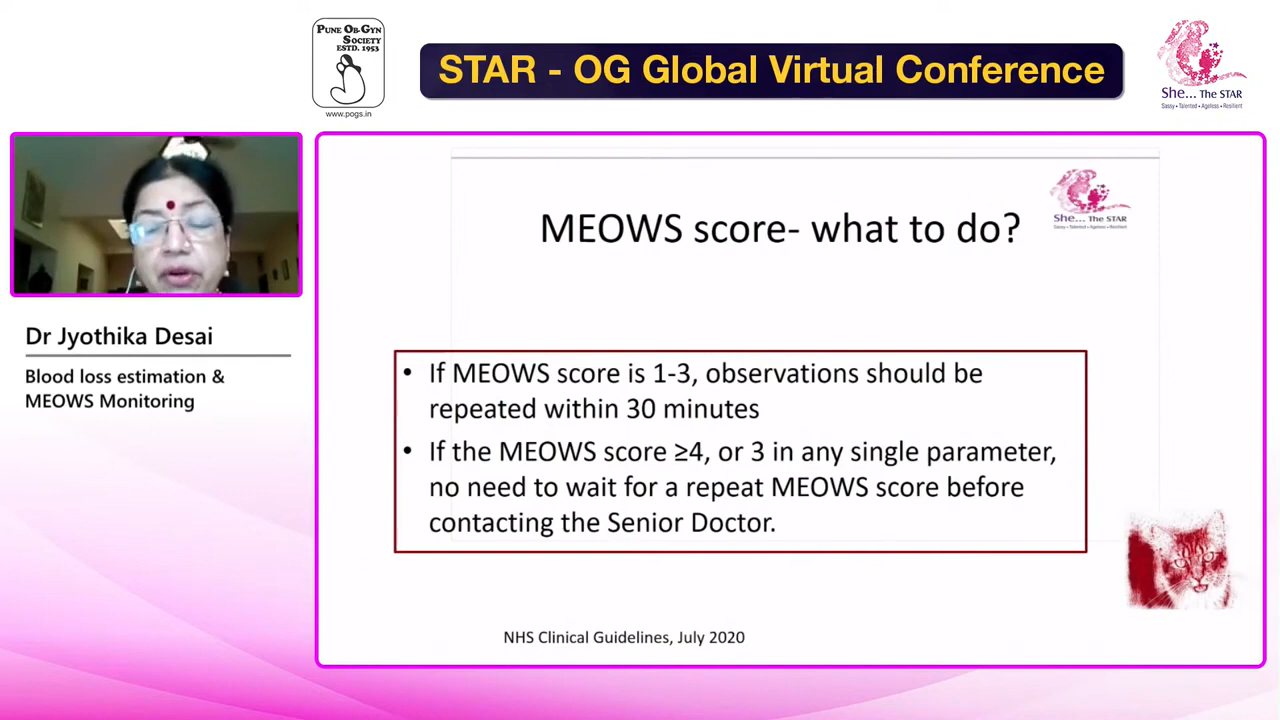 PUNE OB-GYN
SOCIETY
ESTD. 1953
www.pogs.in
STAR - OG Global Virtual Conference
She... The STAR
Sassy • Talented • Ageless • Resilient
Dr Jyothika Desai
Blood loss estimation &
MEOWS Monitoring
MEOWS score- what to do?
She... The STAR
Sassy • Talented • Ageless • Resilient
• If MEOWS score is 1-3, observations should be
repeated within 30 minutes
• If the MEOWS score ≥4, or 3 in any single parameter,
no need to wait for a repeat MEOWS score before
contacting the Senior Doctor.
NHS Clinical Guidelines, July 2020